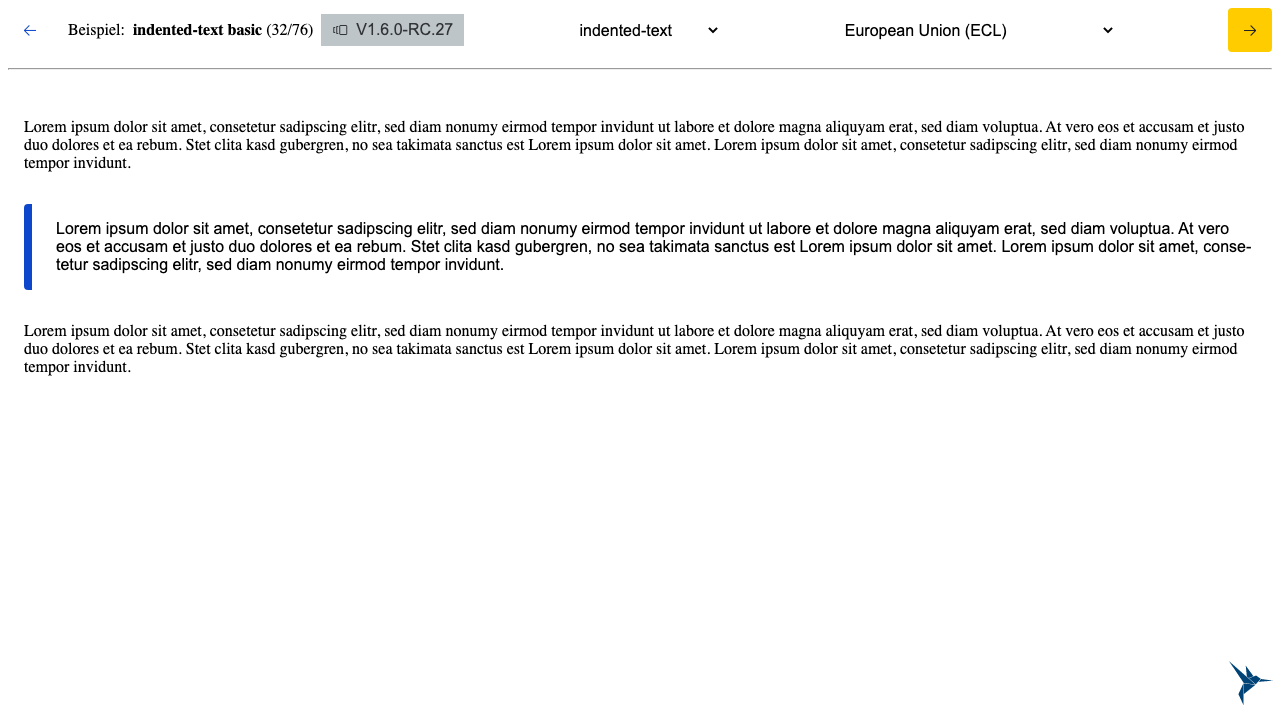 Beispiel: indented-text basic (32/76) V1.6.0-RC.27 indented-text European Union (ECL)
Lorem ipsum dolor sit amet, consetetur sadipscing elitr, sed diam nonumy eirmod tempor invidunt ut labore et dolore magna aliquyam erat, sed diam voluptua. At vero eos et accusam et justo
duo dolores et ea rebum. Stet clita kasd gubergren, no sea takimata sanctus est Lorem ipsum dolor sit amet. Lorem ipsum dolor sit amet, consetetur sadipscing elitr, sed diam nonumy eirmod
tempor invidunt.
Lorem ipsum dolor sit amet, consetetur sadipscing elitr, sed diam nonumy eirmod tempor invidunt ut labore et dolore magna aliquyam erat, sed diam voluptua. At vero
eos et accusam et justo duo dolores et ea rebum. Stet clita kasd gubergren, no sea takimata sanctus est Lorem ipsum dolor sit amet. Lorem ipsum dolor sit amet, conse-
tetur sadipscing elitr, sed diam nonumy eirmod tempor invidunt.
Lorem ipsum dolor sit amet, consetetur sadipscing elitr, sed diam nonumy eirmod tempor invidunt ut labore et dolore magna aliquyam erat, sed diam voluptua. At vero eos et accusam et justo
duo dolores et ea rebum. Stet clita kasd gubergren, no sea takimata sanctus est Lorem ipsum dolor sit amet. Lorem ipsum dolor sit amet, consetetur sadipscing elitr, sed diam nonumy eirmod
tempor invidunt.